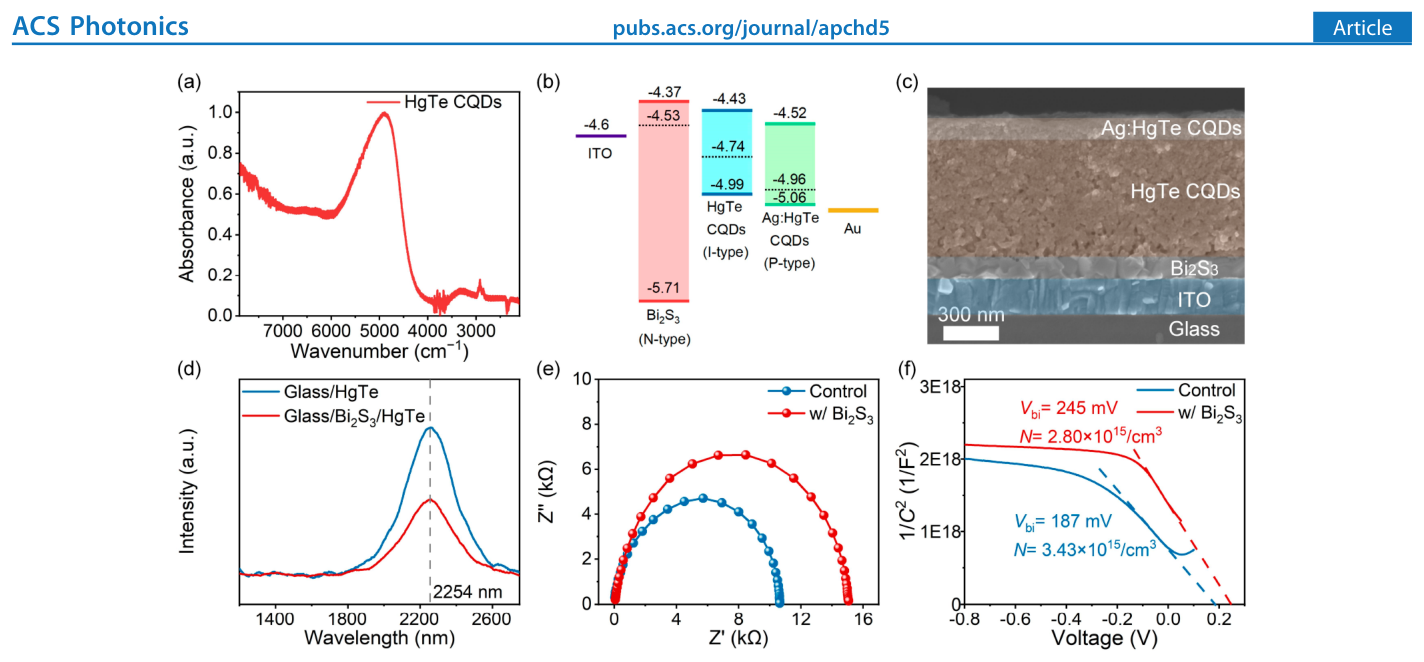 ACS Photonics
pubs.acs.org/journal/apchd5
Article
(a)
HgTe CQDs
1.0
0.8
0.6
0.4
0.2
0.0
Absorbance (a.u.)
7000 6000 5000 4000 3000
Wavenumber (cm⁻¹)
(b)
-4.6
ITO
-4.37
-4.53
-5.71
Bi₂S₃
(N-type)
-4.43
-4.74
-4.99
HgTe
CQDs
(I-type)
-4.52
-4.96
-5.06
Ag:HgTe
CQDs
(P-type)
Au
(c)
Ag:HgTe CQDs
HgTe CQDs
Bi₂S₃
ITO
300 nm
Glass
(d)
Glass/HgTe
Glass/Bi₂S₃/HgTe
Intensity (a.u.)
2254 nm
1400 1800 2200 2600
Wavelength (nm)
(e)
Control
w/ Bi₂S₃
10
8
6
4
2
0
Z'' (kΩ)
0 4 8 12 16
Z' (kΩ)
(f)
Control
w/ Bi₂S₃
3E18
2E18
1E18
0
1/C² (1/F²)
V_bi= 245 mV
N= 2.80×10¹⁵/cm³
V_bi= 187 mV
N= 3.43×10¹⁵/cm³
-0.8 -0.6 -0.4 -0.2 0.0 0.2
Voltage (V)